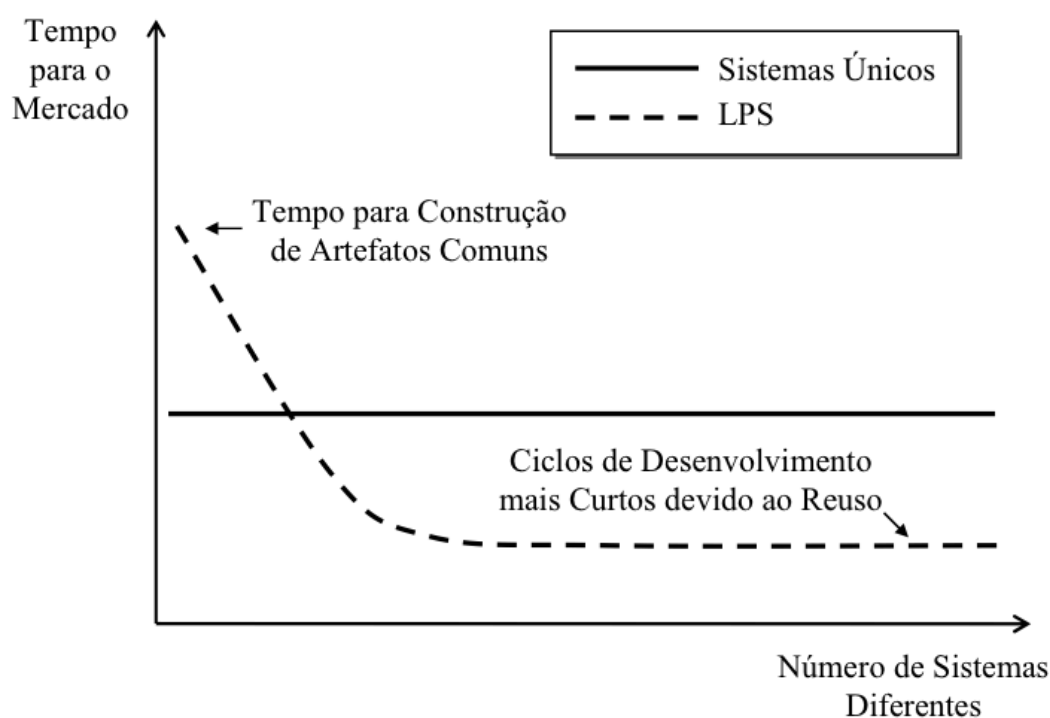 Tempo
para o
Mercado
Sistemas Únicos
LPS
Tempo para Construção
de Artefatos Comuns
Ciclos de Desenvolvimento
mais Curtos devido ao Reuso
Número de Sistemas
Diferentes